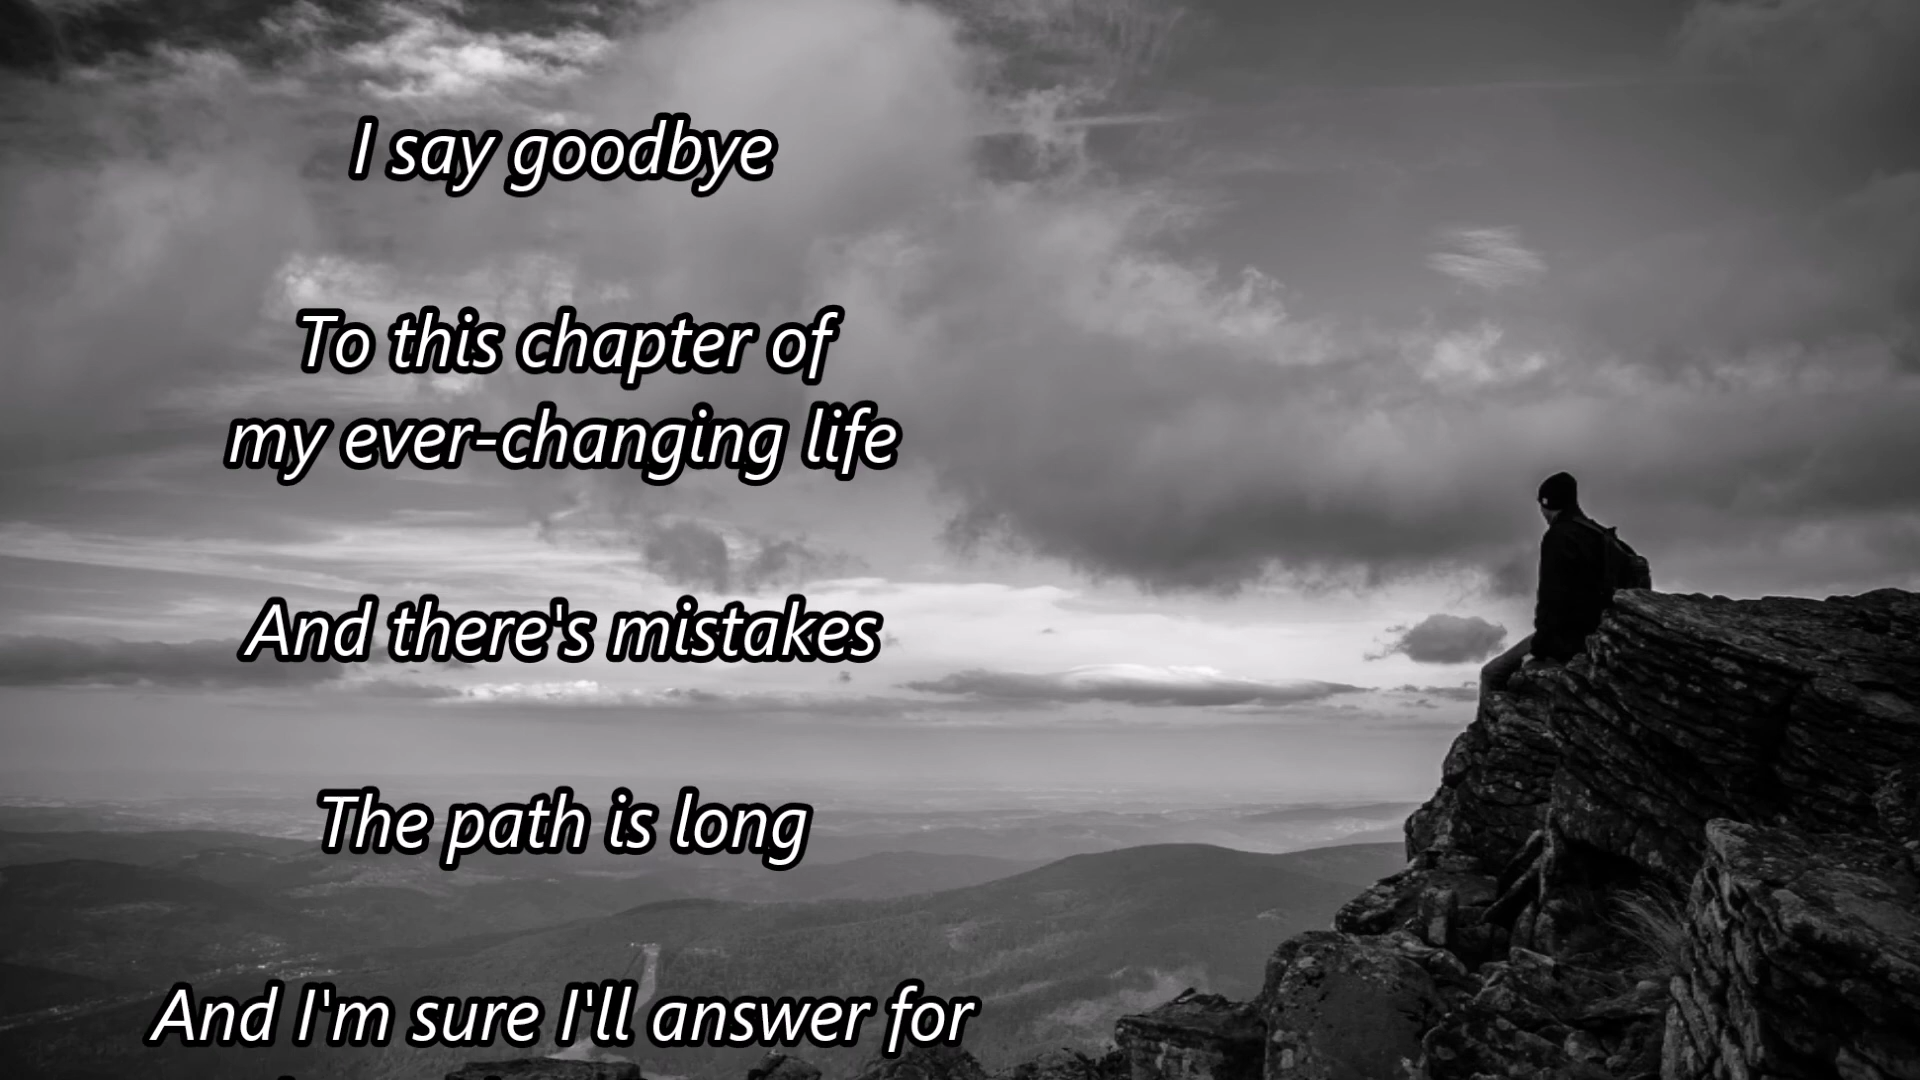 I say goodbye
To this chapter of
my ever-changing life
And there's mistakes
The path is long
And I'm sure I'll answer for